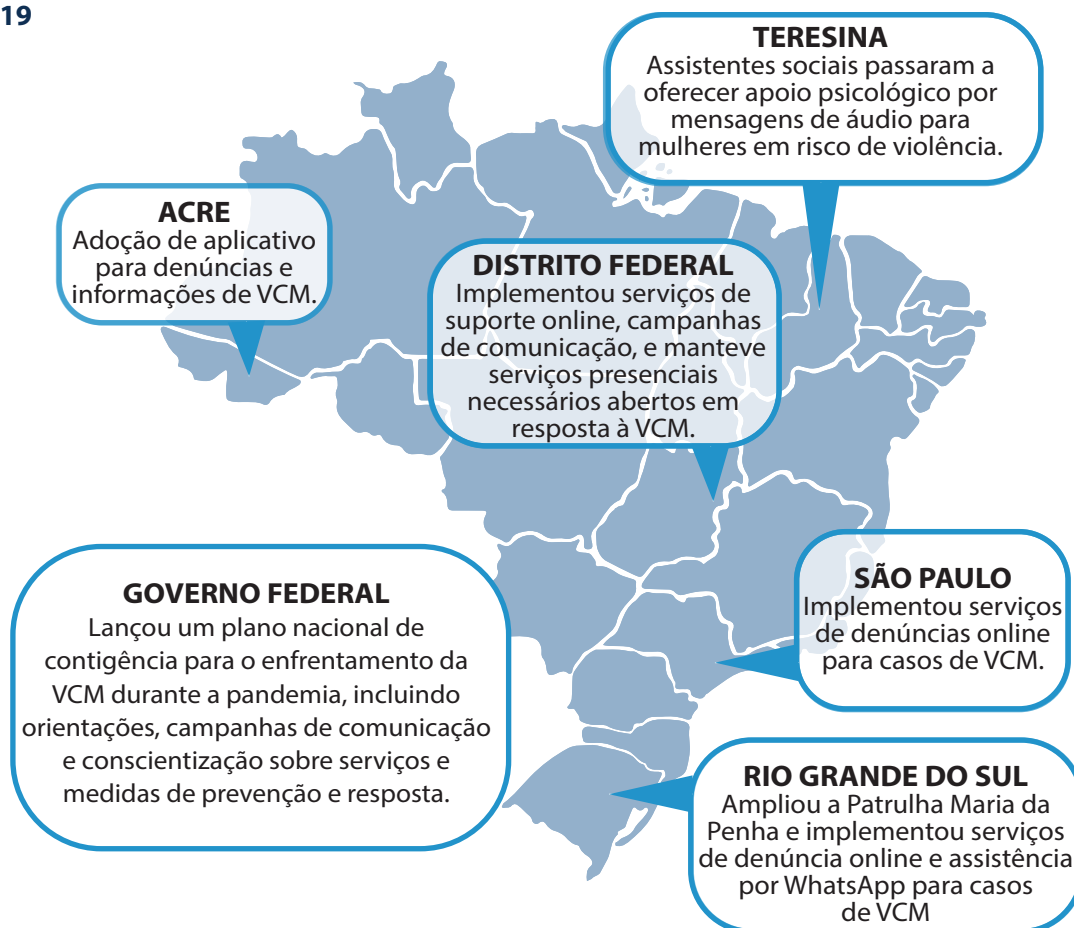 19
TERESINA
Assistentes sociais passaram a
oferecer apoio psicológico por
mensagens de áudio para
mulheres em risco de violência.
ACRE
Adoção de aplicativo
para denúncias e
informações de VCM.
DISTRITO FEDERAL
Implementou serviços de
suporte online, campanhas
de comunicação, e manteve
serviços presenciais
necessários abertos em
resposta à VCM.
GOVERNO FEDERAL
Lançou um plano nacional de
contigência para o enfrentamento da
VCM durante a pandemia, incluindo
orientações, campanhas de comunicação
e conscientização sobre serviços e
medidas de prevenção e resposta.
SÃO PAULO
Implementou serviços
de denúncias online
para casos de VCM.
RIO GRANDE DO SUL
Ampliou a Patrulha Maria da
Penha e implementou serviços
de denúncia online e assistência
por WhatsApp para casos
de VCM